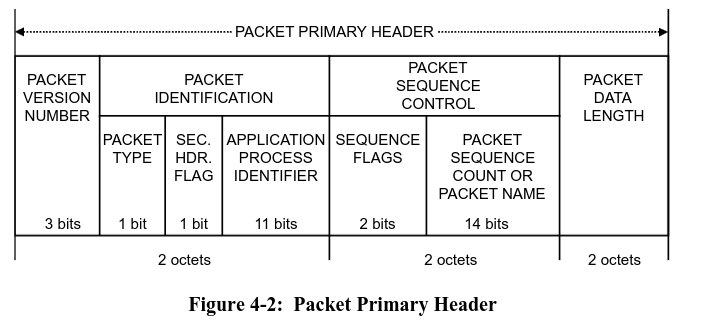 PACKET PRIMARY HEADER
PACKET
VERSION
NUMBER
3 bits
PACKET
IDENTIFICATION
PACKET
TYPE
1 bit
SEC.
HDR.
FLAG
1 bit
APPLICATION
PROCESS
IDENTIFIER
11 bits
PACKET
SEQUENCE
CONTROL
SEQUENCE
FLAGS
2 bits
PACKET
SEQUENCE
COUNT OR
PACKET NAME
14 bits
PACKET
DATA
LENGTH
2 octets
2 octets
2 octets
Figure 4-2: Packet Primary Header